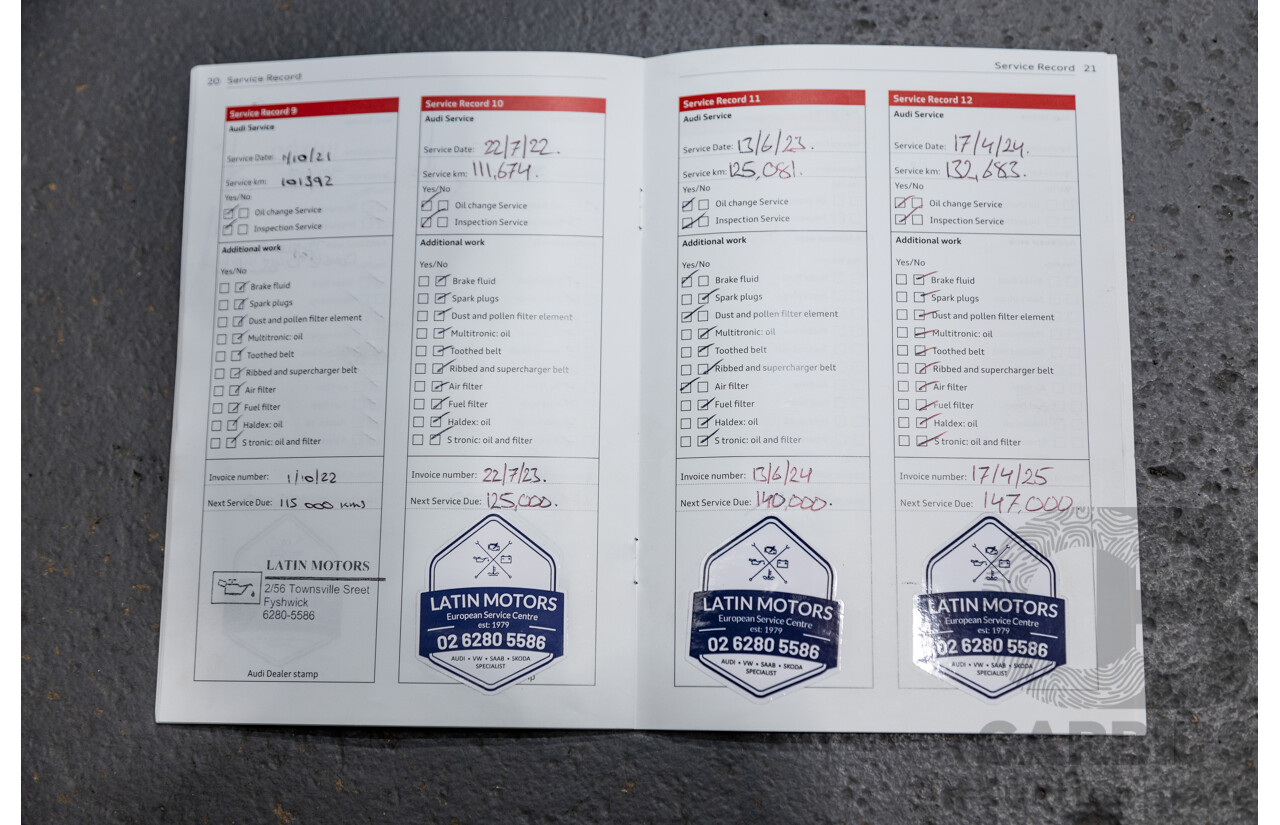 20 Service Record
Service Record 9
Audi Service
Service Date: 1/10/21
Service km: 101392
Yes/No
Oil change Service
Inspection Service
Additional work
Yes/No
Brake fluid
Spark plugs
Dust and pollen filter element
Multitronic: oil
Toothed belt
Ribbed and supercharger belt
Air filter
Fuel filter
Haldex: oil
S tronic: oil and filter
Invoice number: 1/10/22
Next Service Due: 115 000 kms
LATIN MOTORS
2/56 Townsville Sreet
Fyshwick
6280-5586
Audi Dealer stamp
Service Record 10
Audi Service
Service Date: 22/7/22.
Service km: 111,674.
Yes/No
Oil change Service
Inspection Service
Additional work
Yes/No
Brake fluid
Spark plugs
Dust and pollen filter element
Multitronic: oil
Toothed belt
Ribbed and supercharger belt
Air filter
Fuel filter
Haldex: oil
S tronic: oil and filter
Invoice number: 22/7/23.
Next Service Due: 125,000.
LATIN MOTORS
European Service Centre
est: 1979
02 6280 5586
AUDI • VW • SAAB • SKODA
SPECIALIST
Service Record 21
Service Record 11
Audi Service
Service Date: 13/6/23.
Service km: 125,081.
Yes/No
Oil change Service
Inspection Service
Additional work
Yes/No
Brake fluid
Spark plugs
Dust and pollen filter element
Multitronic: oil
Toothed belt
Ribbed and supercharger belt
Air filter
Fuel filter
Haldex: oil
S tronic: oil and filter
Invoice number: 13/6/24
Next Service Due: 140,000.
LATIN MOTORS
European Service Centre
est: 1979
02 6280 5586
AUDI • VW • SAAB • SKODA
SPECIALIST
Service Record 12
Audi Service
Service Date: 17/4/24.
Service km: 132,683.
Yes/No
Oil change Service
Inspection Service
Additional work
Yes/No
Brake fluid
Spark plugs
Dust and pollen filter element
Multitronic: oil
Toothed belt
Ribbed and supercharger belt
Air filter
Fuel filter
Haldex: oil
S tronic: oil and filter
Invoice number: 17/4/25
Next Service Due: 147,000.
LATIN MOTORS
European Service Centre
est: 1979
02 6280 5586
AUDI • VW • SAAB • SKODA
SPECIALIST